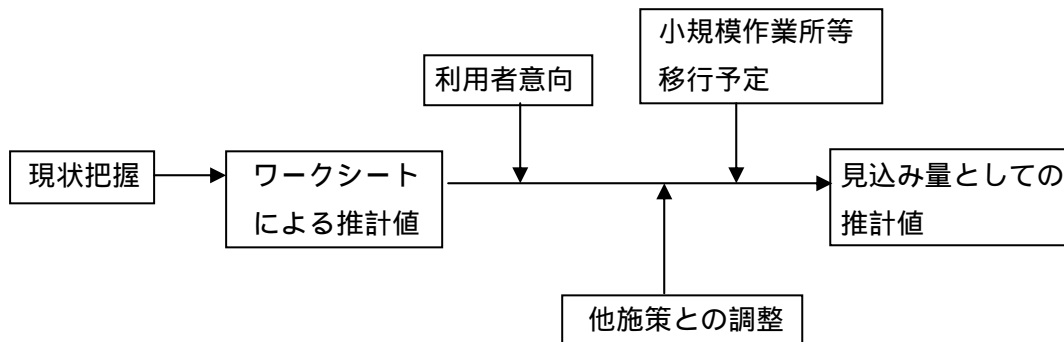 小規模作業所等
移行予定
利用者意向
現状把握
ワークシート
による推計値
見込み量としての
推計値
他施策との調整